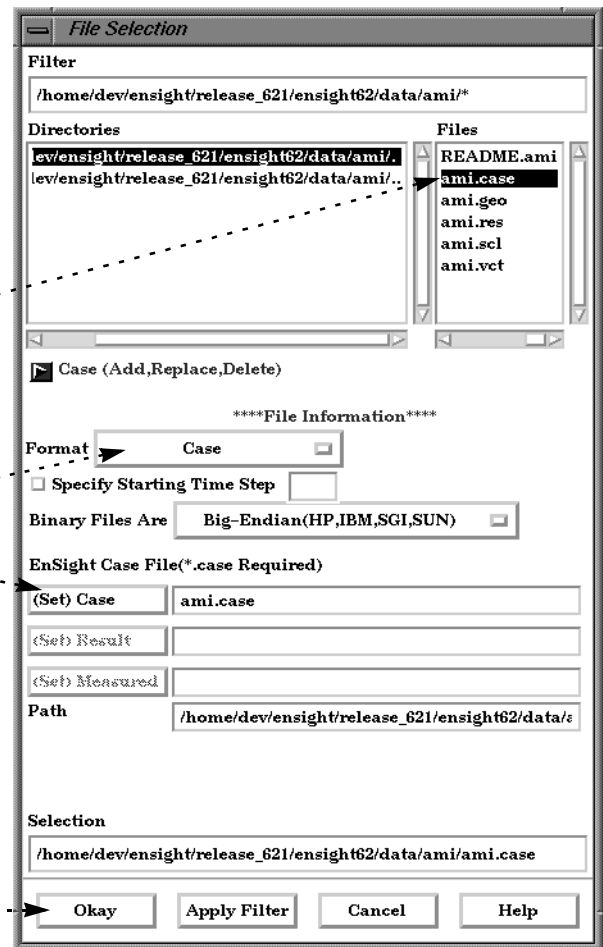 File Selection
Filter
/home/dev/ensight/release_621/ensight62/data/ami/*
Directories
lev/ensight/release_621/ensight62/data/ami/.
lev/ensight/release_621/ensight62/data/ami/..
Files
README.ami
ami.case
ami.geo
ami.res
ami.scl
ami.vct
Case (Add,Replace,Delete)
****File Information****
Format Case
Specify Starting Time Step
Binary Files Are Big-Endian(HP,IBM,SGI,SUN)
EnSight Case File(*.case Required)
(Set) Case ami.case
(Set) Result
(Set) Measured
Path /home/dev/ensight/release_621/ensight62/data/a
Selection
/home/dev/ensight/release_621/ensight62/data/ami/ami.case
Okay Apply Filter Cancel Help